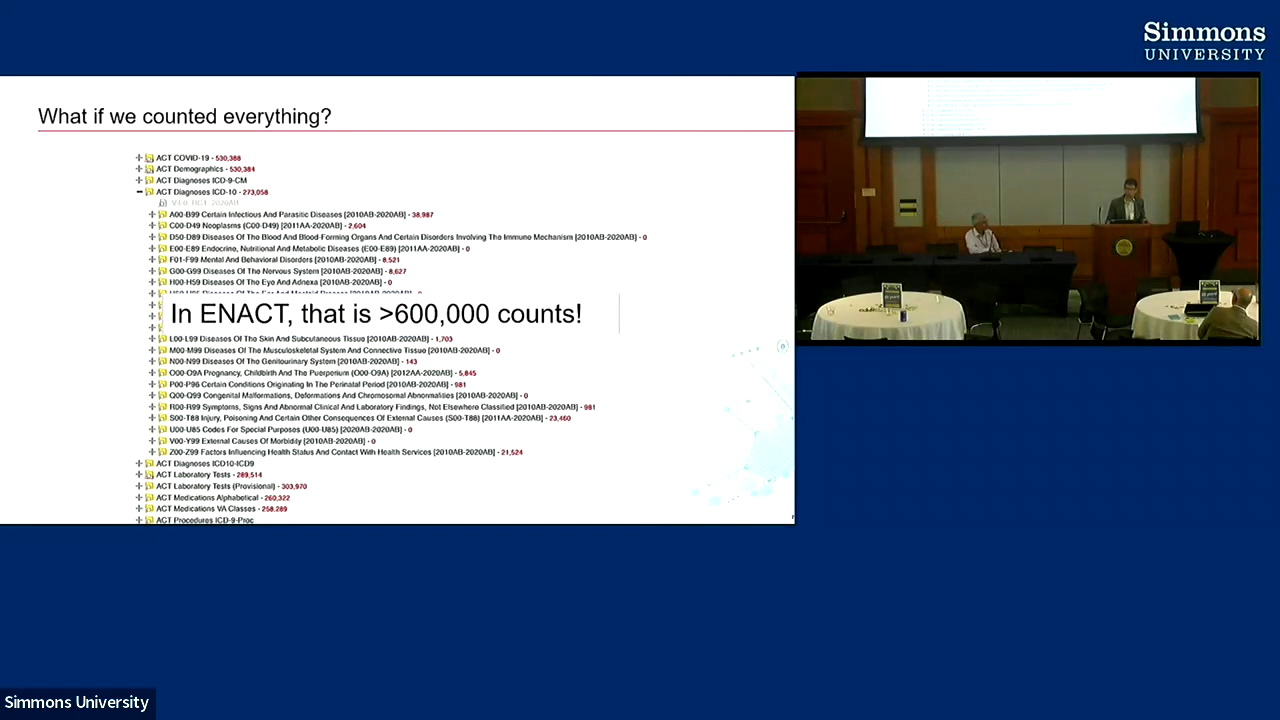 Simmons
UNIVERSITY
What if we counted everything?
ACT COVID-19 - 530,388
ACT Demographics - 530,384
ACT Diagnoses ICD-9-CM
ACT Diagnoses ICD-10 - 273,058
A00-B99 Certain Infectious And Parasitic Diseases [2010AB-2020AB] - 38,987
C00-D49 Neoplasms (C00-D49) [2011AA-2020AB] - 2,604
D50-D89 Diseases Of The Blood And Blood-Forming Organs And Certain Disorders Involving The Immune Mechanism [2010AB-2020AB] - 0
E00-E89 Endocrine, Nutritional And Metabolic Diseases (E00-E89) [2011AA-2020AB] - 0
F01-F99 Mental And Behavioral Disorders [2010AB-2020AB] - 8,521
G00-G99 Diseases Of The Nervous System [2010AB-2020AB] - 8,627
H00-H59 Diseases Of The Eye And Adnexa [2010AB-2020AB] - 0
In ENACT, that is >600,000 counts!
L00-L99 Diseases Of The Skin And Subcutaneous Tissue [2010AB-2020AB] - 1,703
M00-M99 Diseases Of The Musculoskeletal System And Connective Tissue [2010AB-2020AB] - 0
N00-N99 Diseases Of The Genitourinary System [2010AB-2020AB] - 143
O00-O9A Pregnancy, Childbirth And The Puerperium (O00-O9A) [2012AA-2020AB] - 5,845
P00-P96 Certain Conditions Originating In The Perinatal Period [2010AB-2020AB] - 981
Q00-Q99 Congenital Malformations, Deformations And Chromosomal Abnormalities [2010AB-2020AB] - 0
R00-R99 Symptoms, Signs And Abnormal Clinical And Laboratory Findings, Not Elsewhere Classified [2010AB-2020AB] - 981
S00-T88 Injury, Poisoning And Certain Other Consequences Of External Causes (S00-T88) [2011AA-2020AB] - 23,460
U00-U85 Codes For Special Purposes (U00-U85) [2020AB-2020AB] - 0
V00-Y99 External Causes Of Morbidity [2010AB-2020AB] - 0
Z00-Z99 Factors Influencing Health Status And Contact With Health Services [2010AB-2020AB] - 21,524
ACT Diagnoses ICD10-ICD9
ACT Laboratory Tests - 289,514
ACT Laboratory Tests (Provisional) - 303,970
ACT Medications Alphabetical - 260,322
ACT Medications VA Classes - 258,289
ACT Procedures ICD-9-Proc
Simmons University